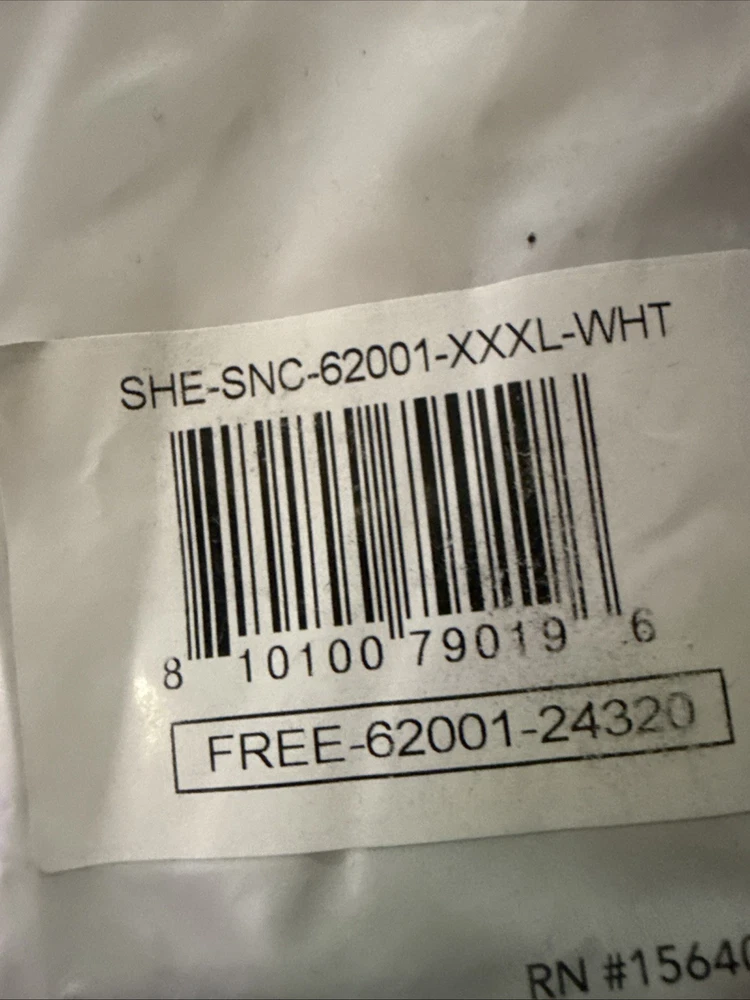 SHE-SNC-62001-XXXL-WHT
8 10100 79019 6
FREE-62001-24320
RN #1564